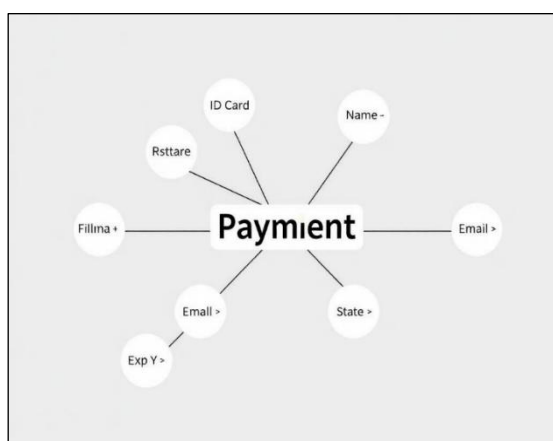 ID Card
Name -
Rsttare
Paymient
Fillma +
Email >
Emall >
State >
Exp Y >